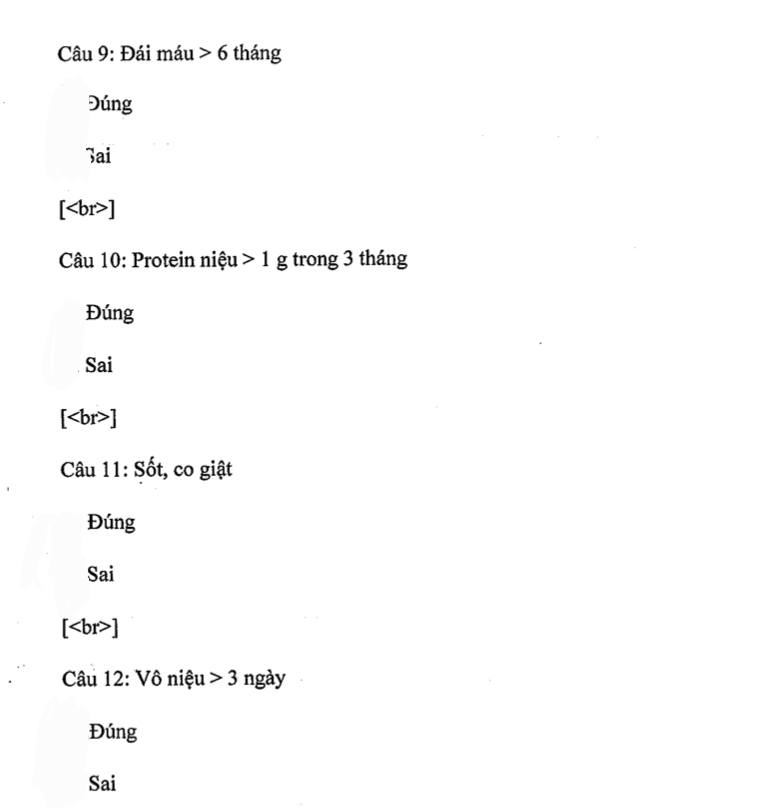 Câu 9: Đái máu > 6 tháng
Đúng
Sai
[<br>]
Câu 10: Protein niệu > 1 g trong 3 tháng
Đúng
Sai
[<br>]
Câu 11: Sốt, co giật
Đúng
Sai
[<br>]
Câu 12: Vô niệu > 3 ngày
Đúng
Sai